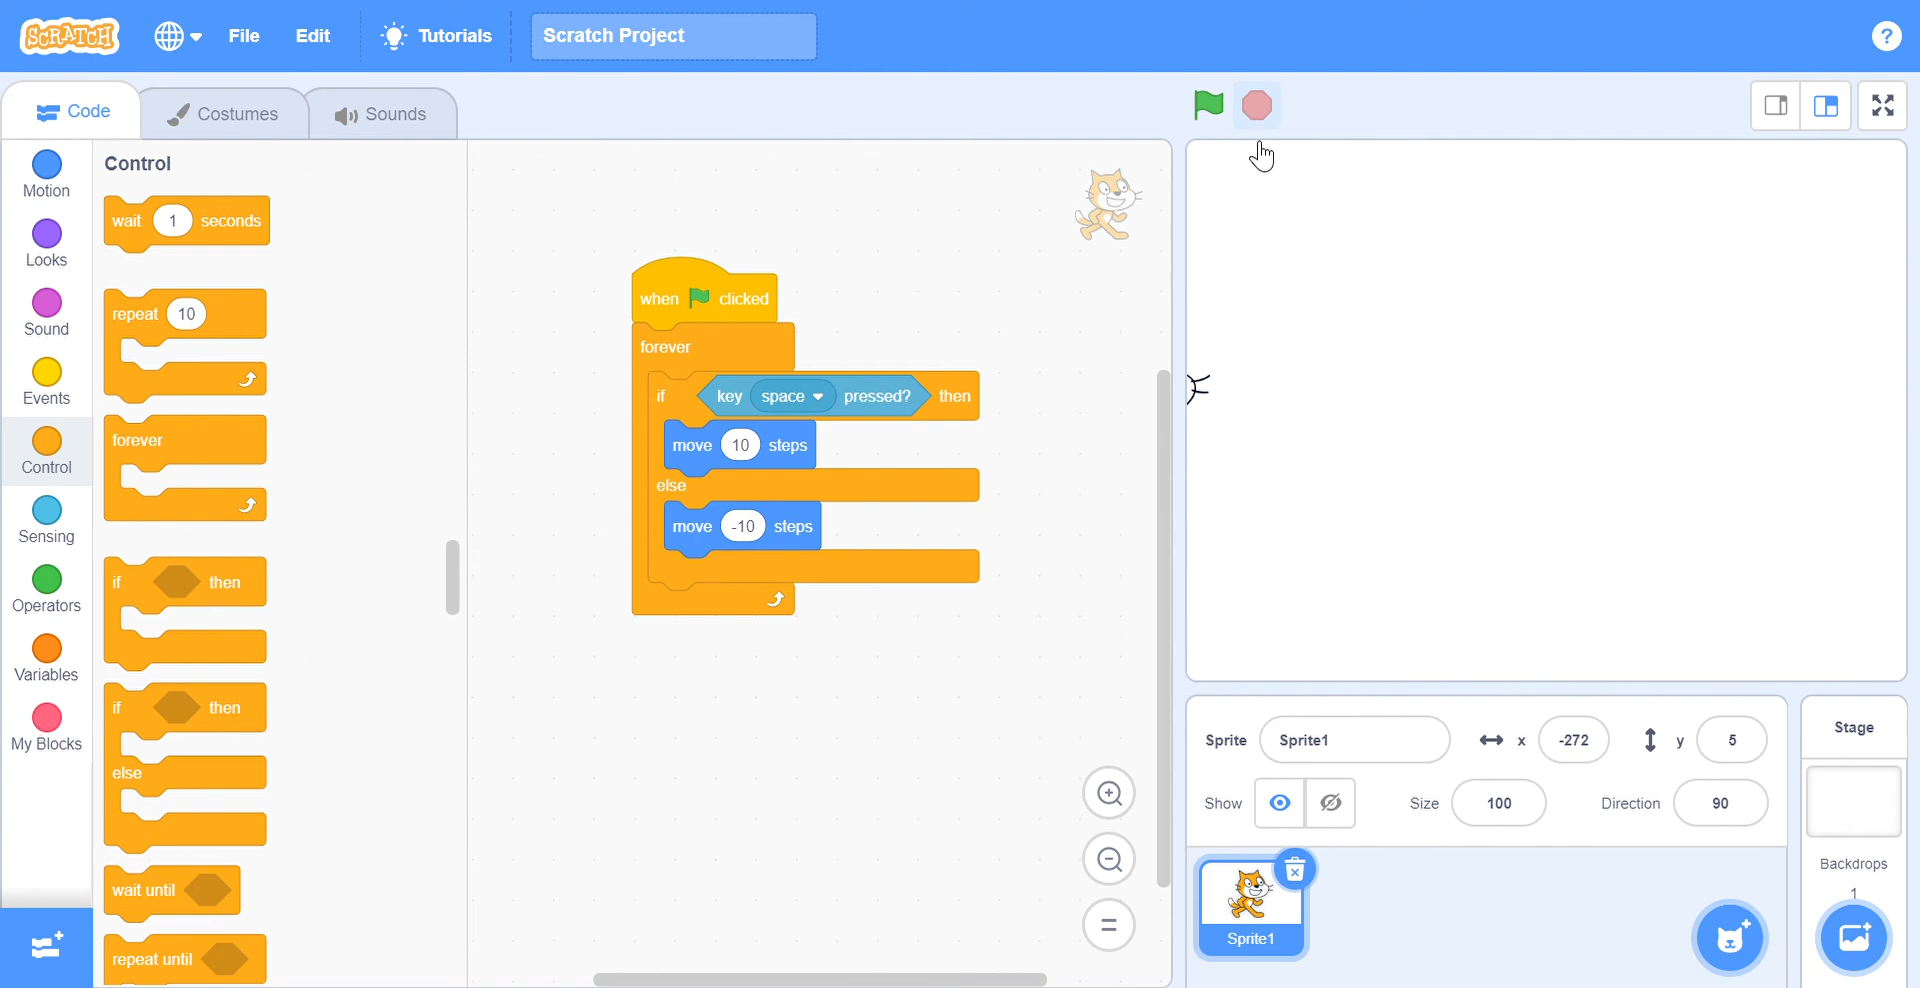 SCRATCH
File
Edit
Tutorials
Scratch Project
?
Code
Costumes
Sounds
Motion
Looks
Sound
Events
Control
Sensing
Operators
Variables
My Blocks
Control
wait 1 seconds
repeat 10
forever
if then
if then
else
wait until
repeat until
when clicked
forever
if key space pressed? then
move 10 steps
else
move -10 steps
Sprite Sprite1 x -272 y 5
Show Size 100 Direction 90
Sprite1
Stage
Backdrops
1